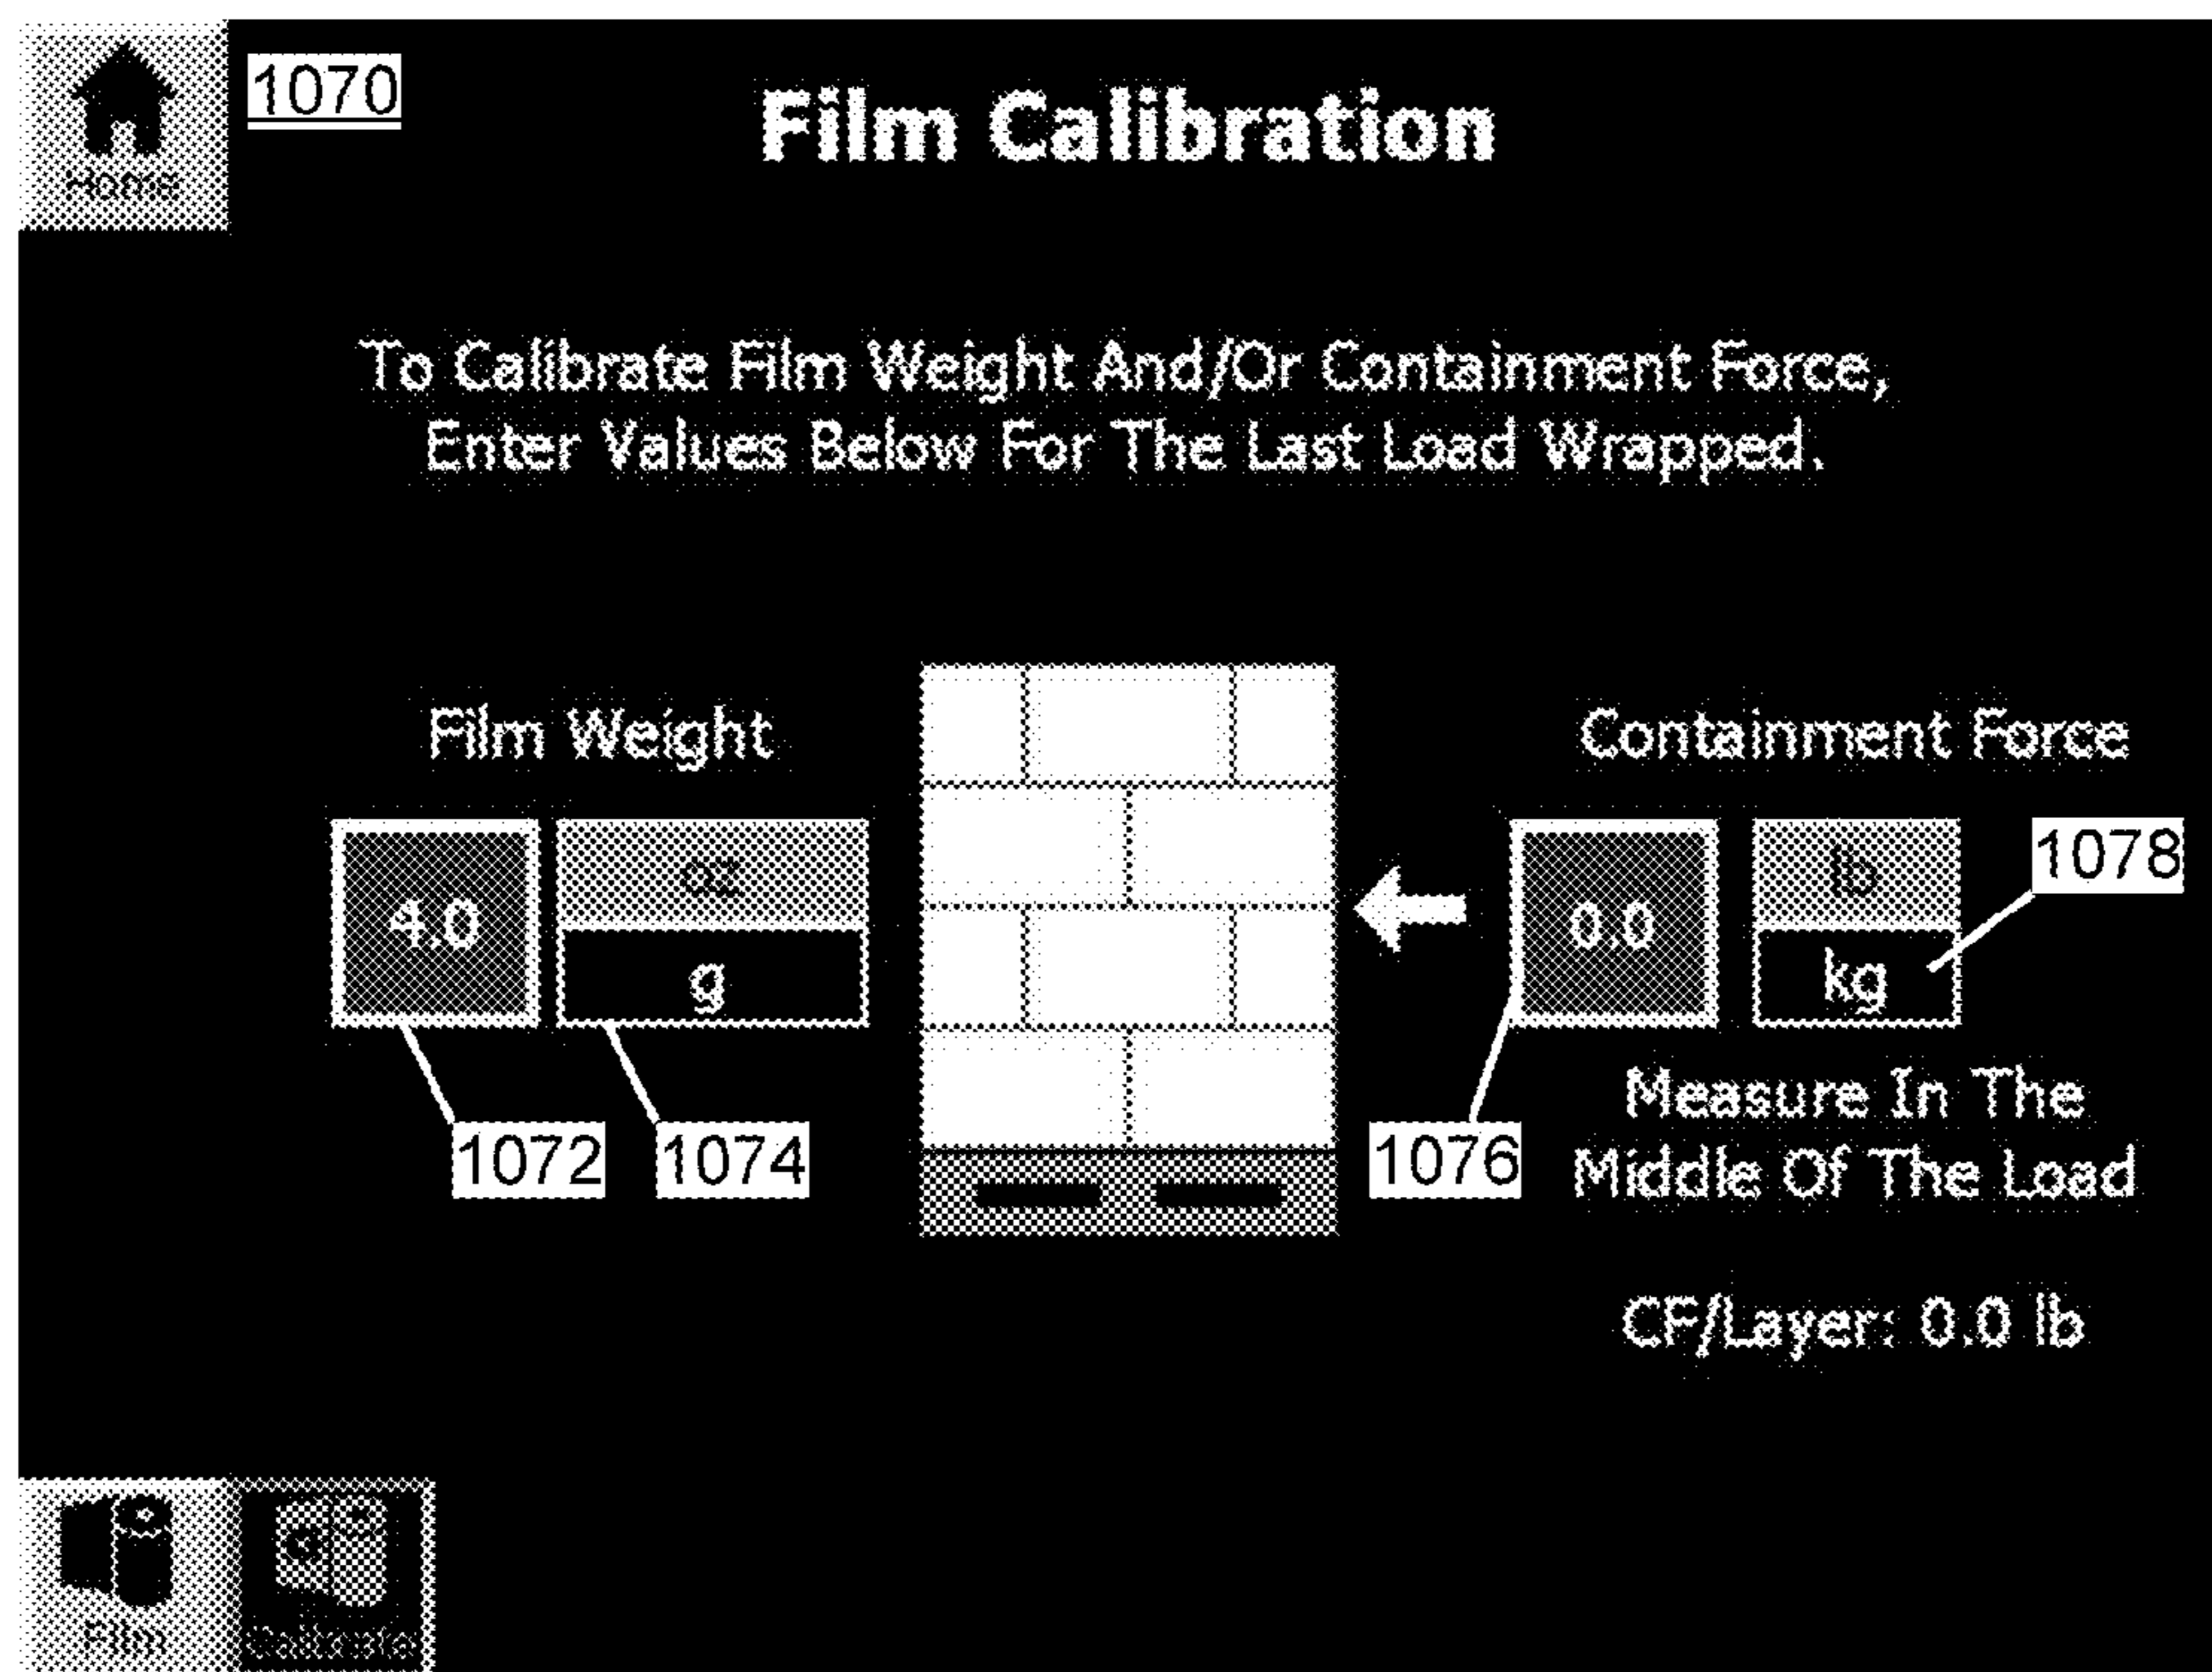 Home
1070
Film Calibration
To Calibrate Film Weight And/Or Containment Force,
Enter Values Below For The Last Load Wrapped.
Film Weight
Containment Force
4.0
oz
g
0.0
lb
kg
1078
1072
1074
1076
Measure In The
Middle Of The Load
CF/Layer: 0.0 lb
Film
Calibrate